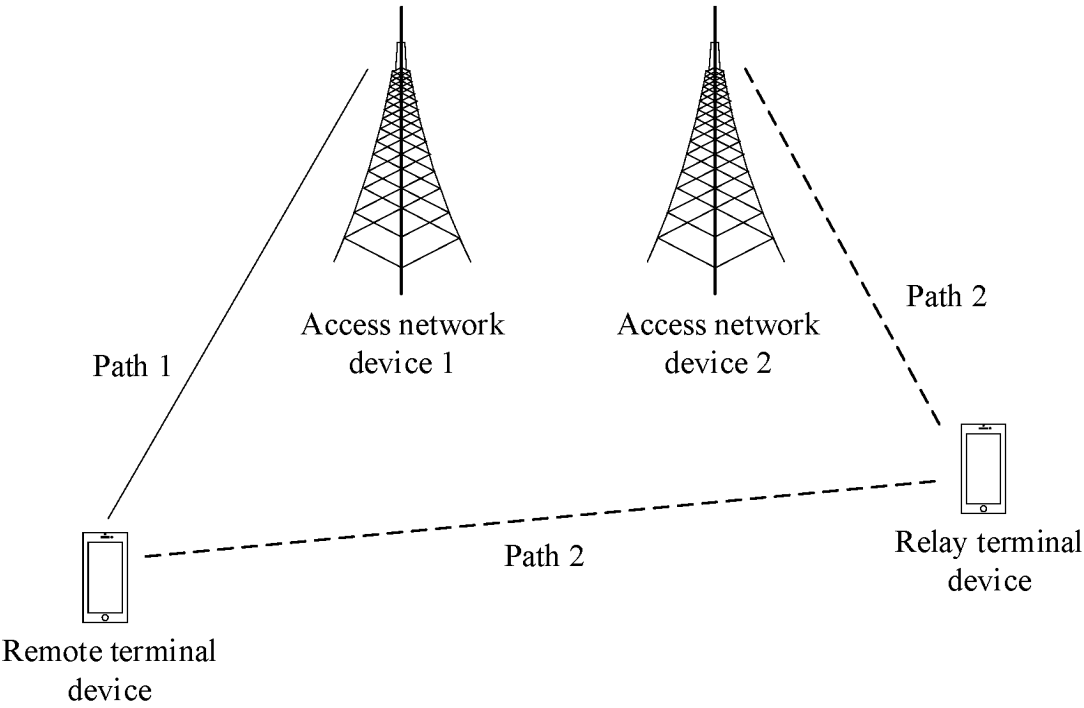 Path 2
Access network
device 1
Access network
device 2
Path 1
Path 2
Relay terminal
device
Remote terminal
device